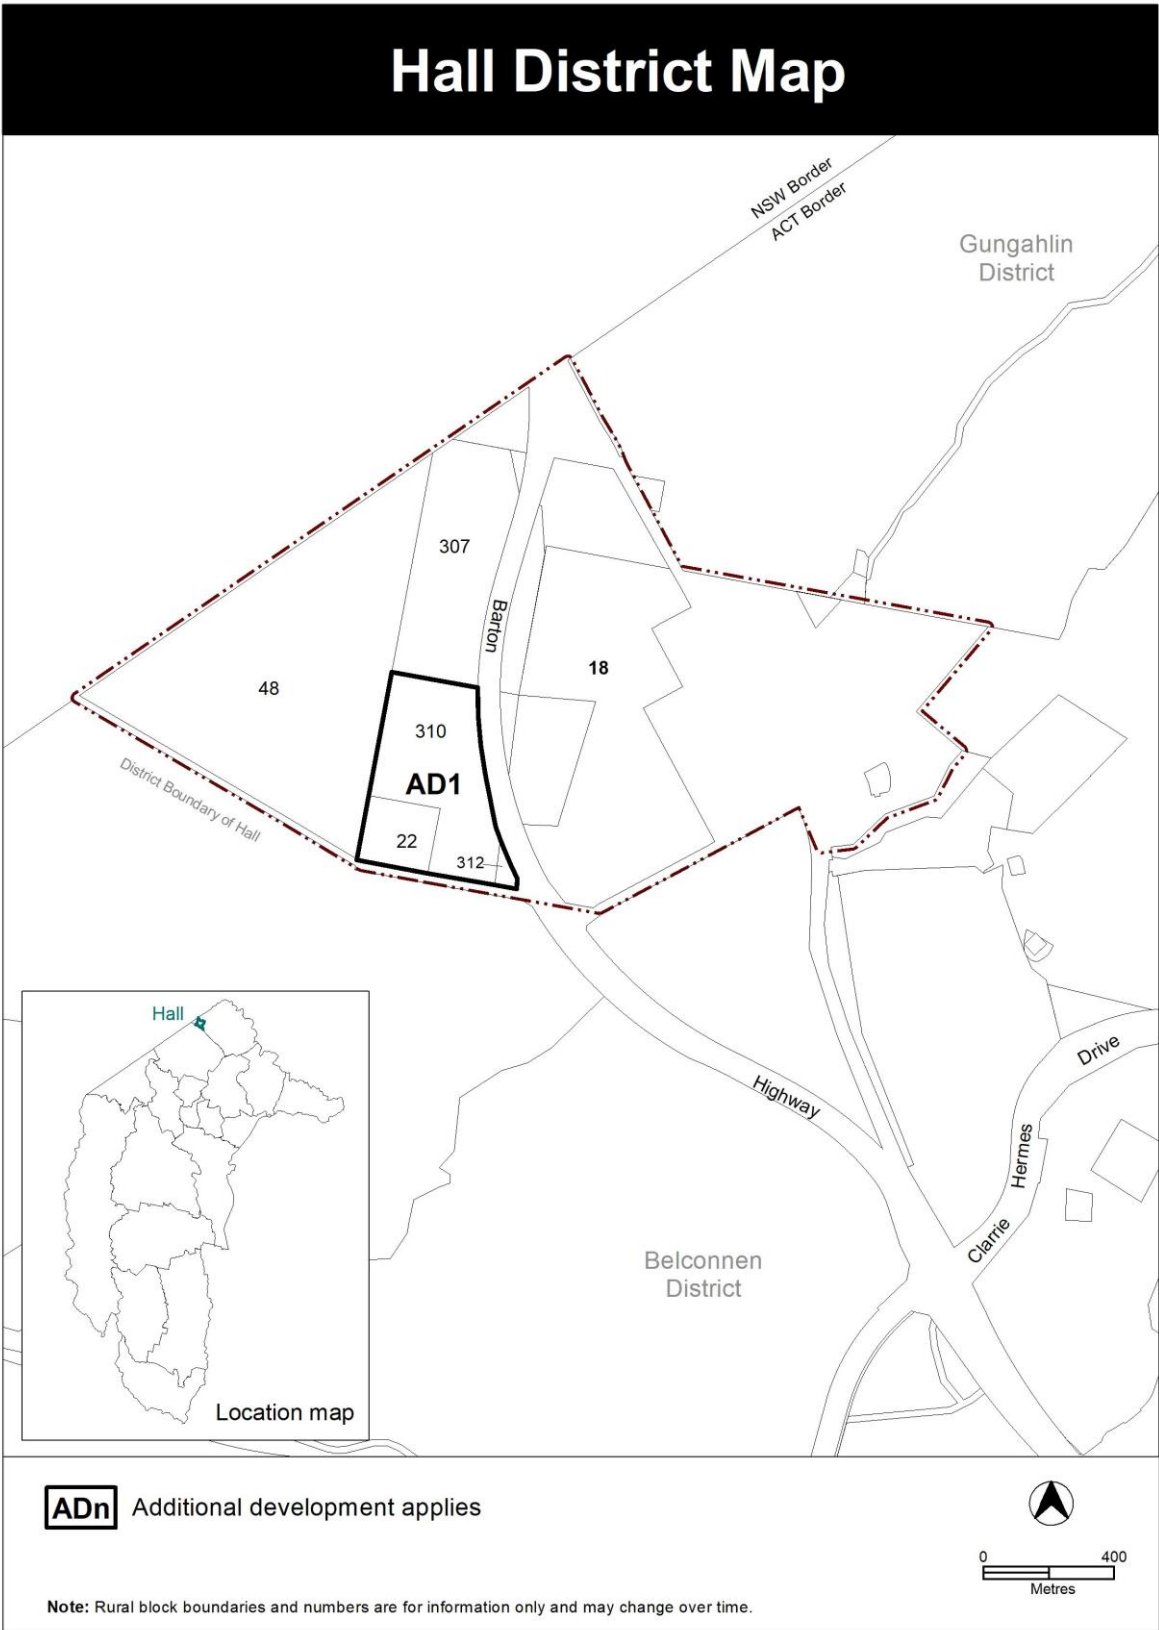 Hall District Map
NSW Border
ACT Border
Gungahlin
District
307
Barton
18
48
310
AD1
District Boundary of Hall
22
312
Hall
Highway
Drive
Hermes
Clarrie
Belconnen
District
Location map
ADn Additional development applies
0 400
Metres
Note: Rural block boundaries and numbers are for information only and may change over time.